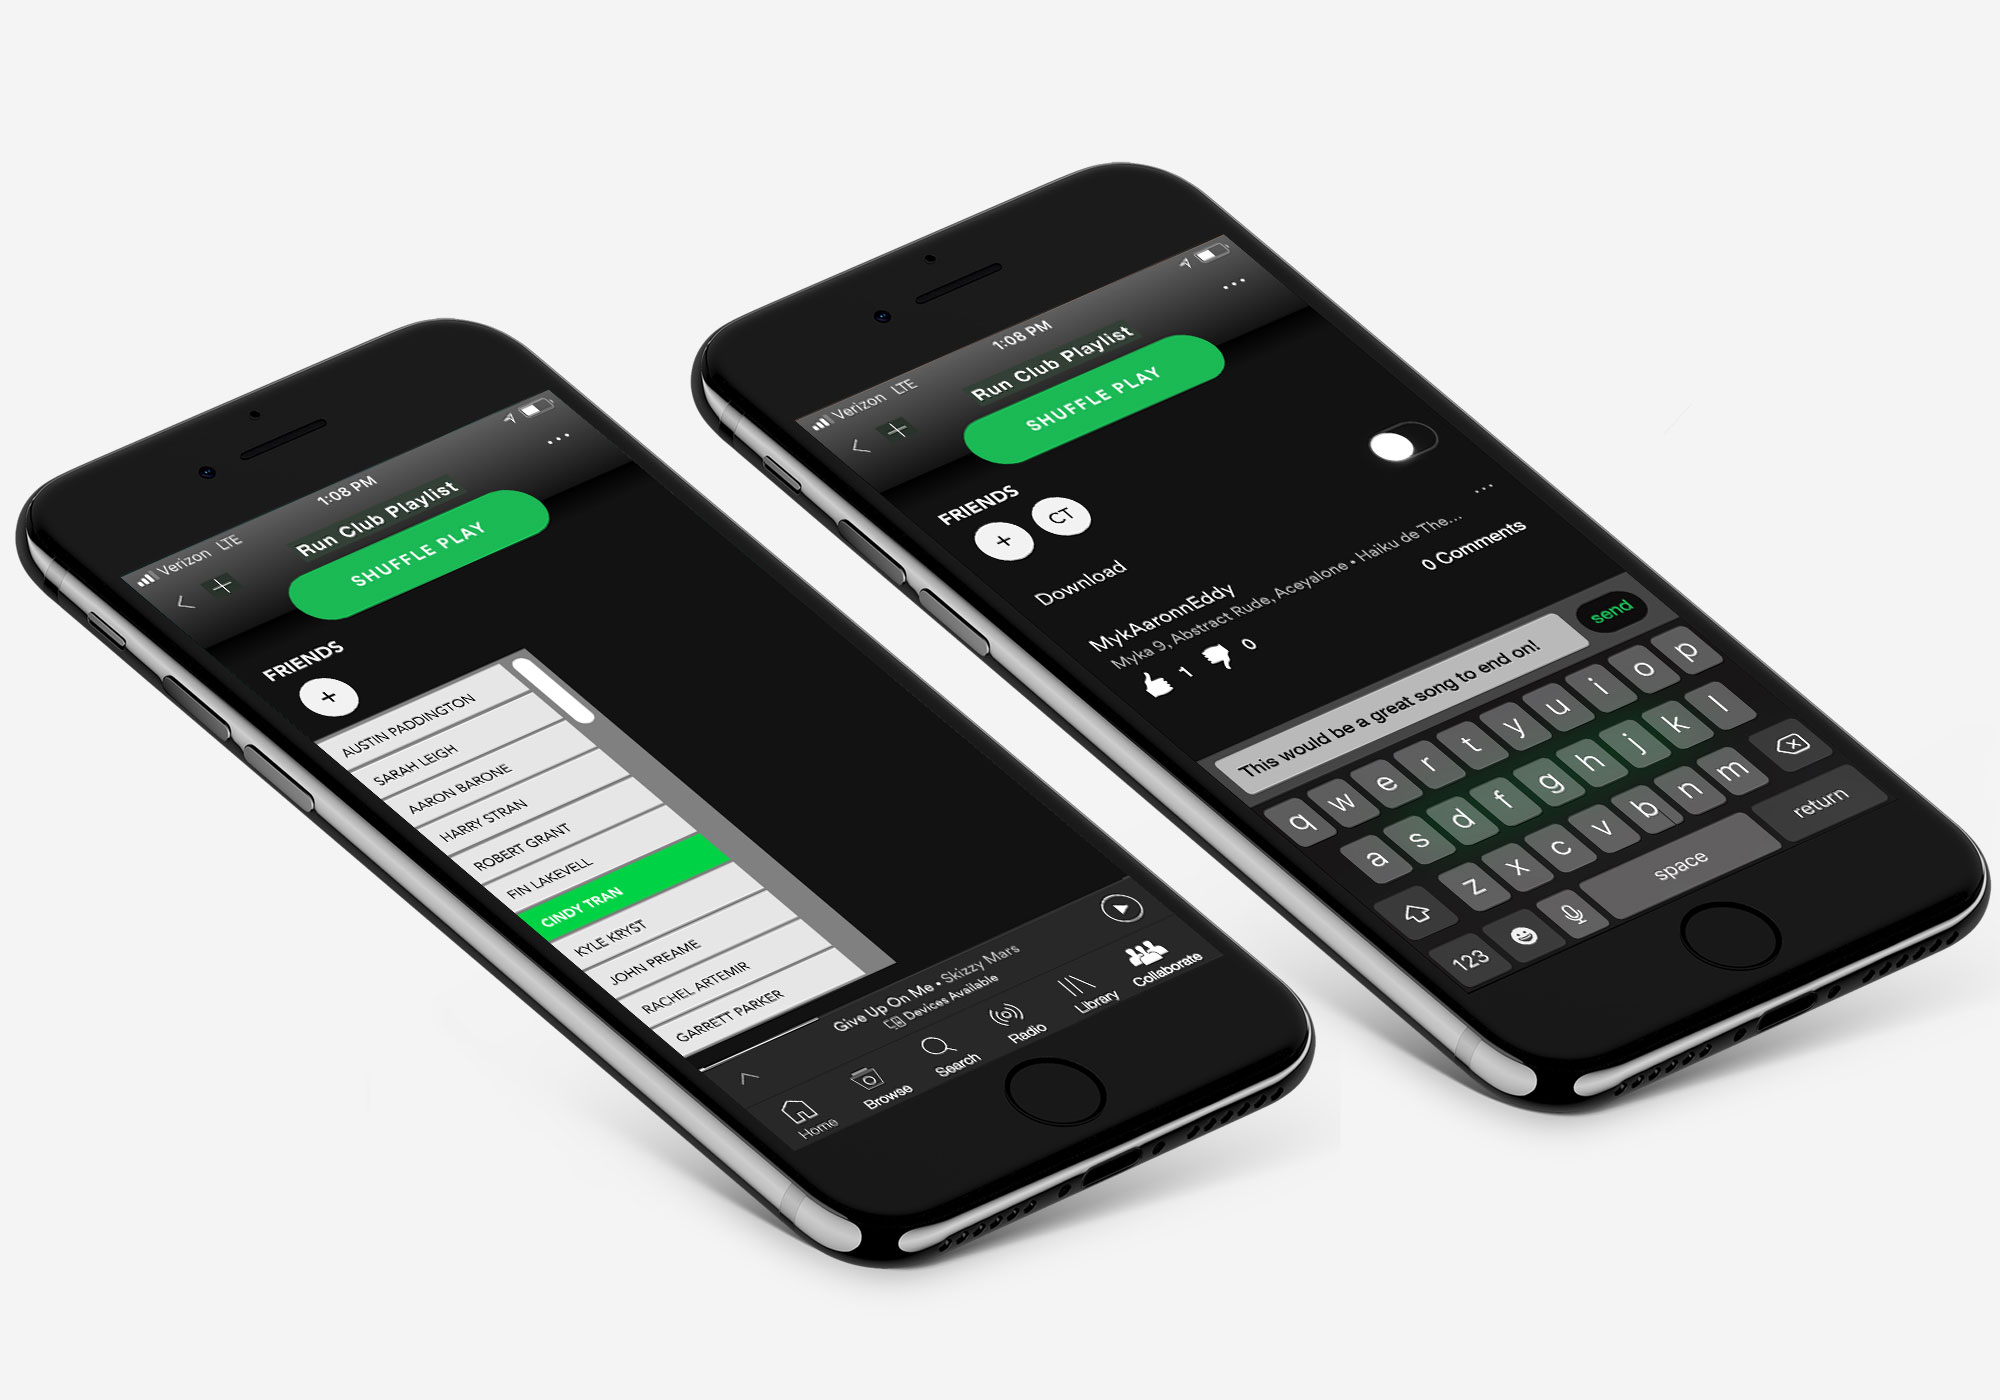 Verizon LTE
1:08 PM
Run Club Playlist
SHUFFLE PLAY
FRIENDS
+
AUSTIN PADDINGTON
SARAH LEIGH
AARON BARONE
HARRY STRAN
ROBERT GRANT
FIN LAKEVELL
CINDY TRAN
KYLE KRYST
JOHN PREAME
RACHEL ARTEMIR
GARRETT PARKER
Give Up On Me • Skizzy Mars
Devices Available
Home
Browse
Search
Radio
Library
Collaborate
Verizon LTE
1:08 PM
Run Club Playlist
SHUFFLE PLAY
FRIENDS
+ CT
Download
MykAaronnEddy
Myka 9, Abstract Rude, Aceyalone • Haiku de The...
1 0
0 Comments
This would be a great song to end on!
send
q w e r t y u i o p
a s d f g h j k l
z x c v b n m
123 space return